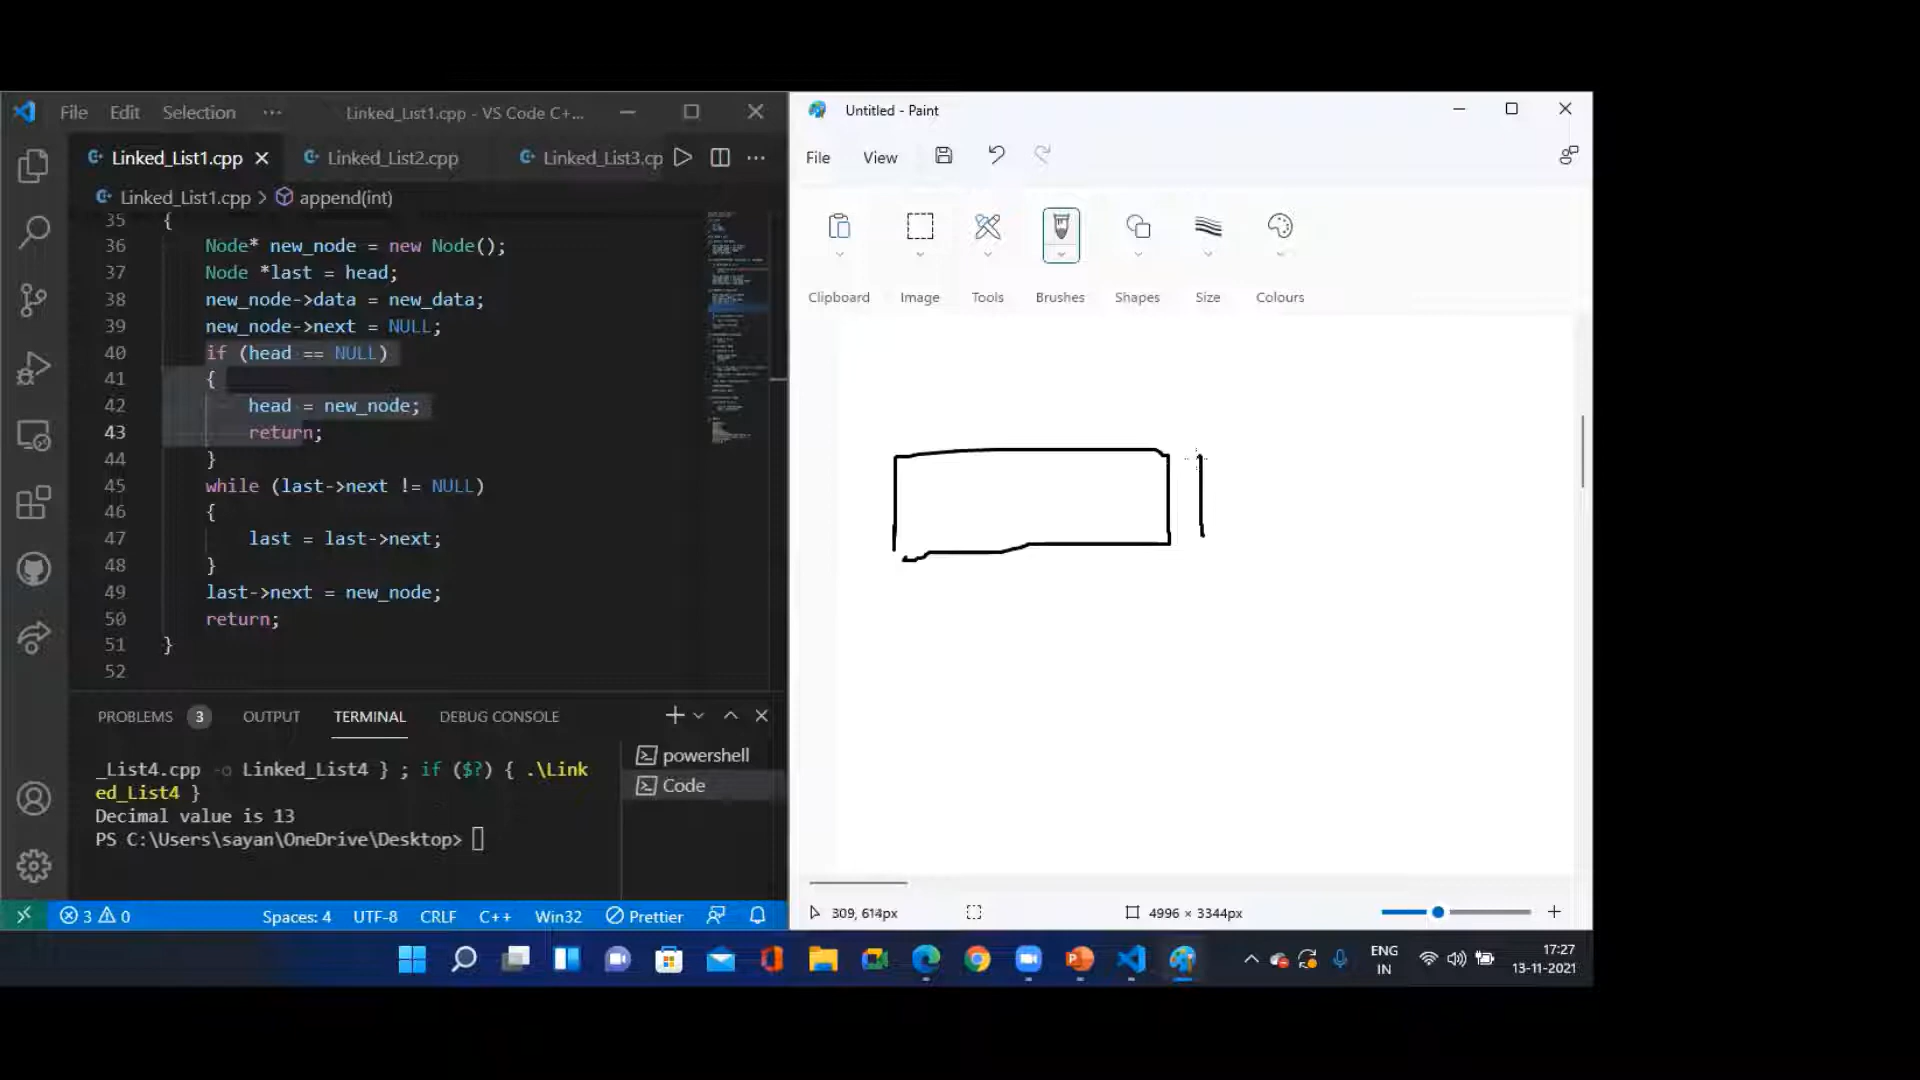 File Edit Selection ··· Linked_List1.cpp - VS Code C+...
Linked_List1.cpp Linked_List2.cpp Linked_List3.cp ···
Linked_List1.cpp > append(int)
35 {
36 Node* new_node = new Node();
37 Node *last = head;
38 new_node->data = new_data;
39 new_node->next = NULL;
40 if (head == NULL)
41 {
42 head = new_node;
43 return;
44 }
45 while (last->next != NULL)
46 {
47 last = last->next;
48 }
49 last->next = new_node;
50 return;
51 }
52
PROBLEMS 3 OUTPUT TERMINAL DEBUG CONSOLE
_List4.cpp -o Linked_List4 } ; if ($?) { .\Link
ed_List4 }
Decimal value is 13
PS C:\Users\sayan\OneDrive\Desktop>
powershell
Code
3 0 Spaces: 4 UTF-8 CRLF C++ Win32 Prettier
Untitled - Paint
File View
Clipboard Image Tools Brushes Shapes Size Colours
309, 614px 4996 × 3344px
ENG
IN
17:27
13-11-2021